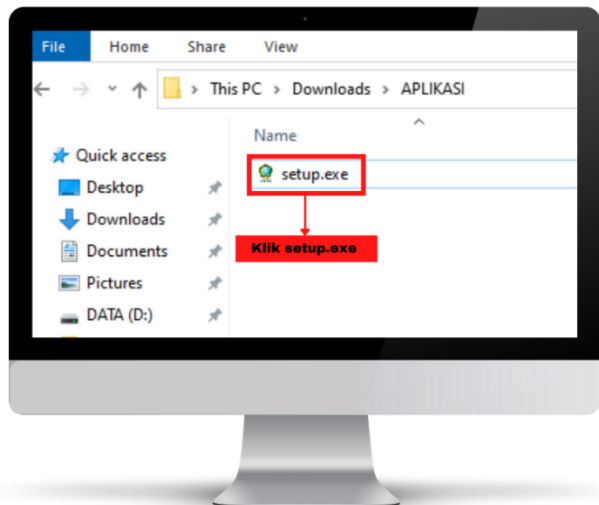 File Home Share View
This PC > Downloads > APLIKASI
Name
Quick access
setup.exe
Desktop
Downloads
Klik setup.exe
Documents
Pictures
DATA (D:)